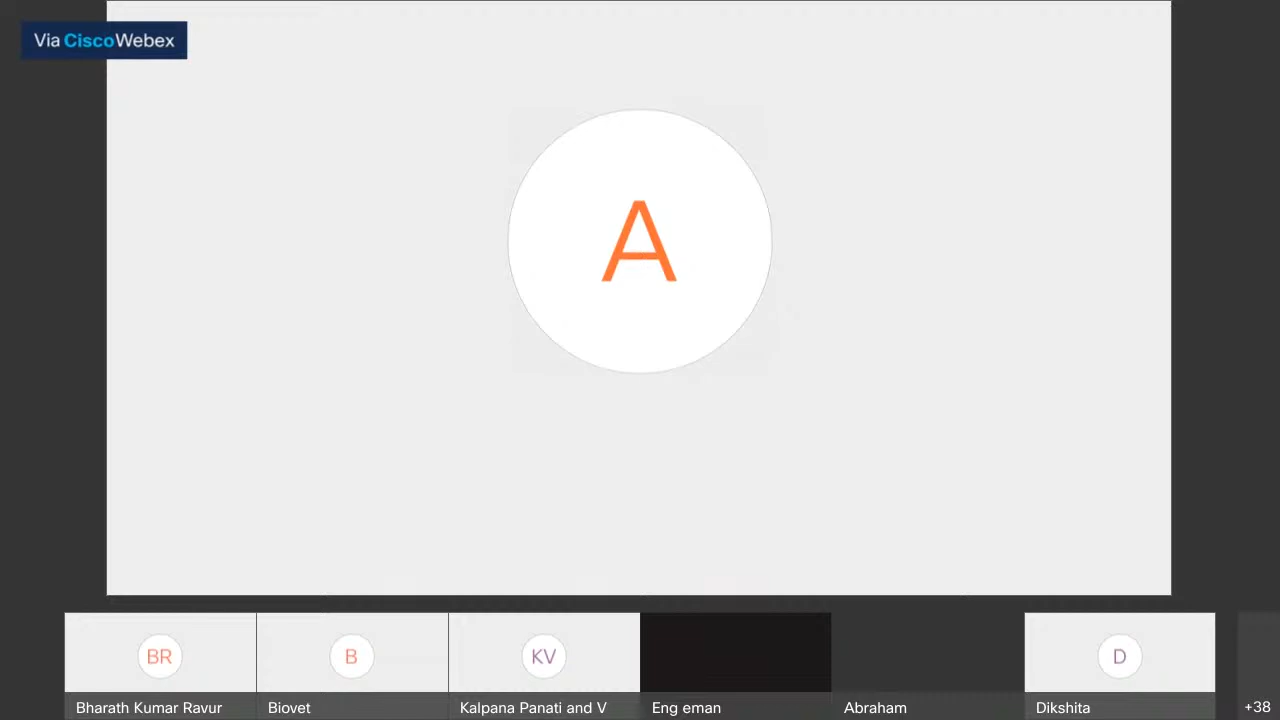 Via CiscoWebex
A
BR
B
KV
D
Bharath Kumar Ravur
Biovet
Kalpana Panati and V
Eng eman
Abraham
Dikshita
+38